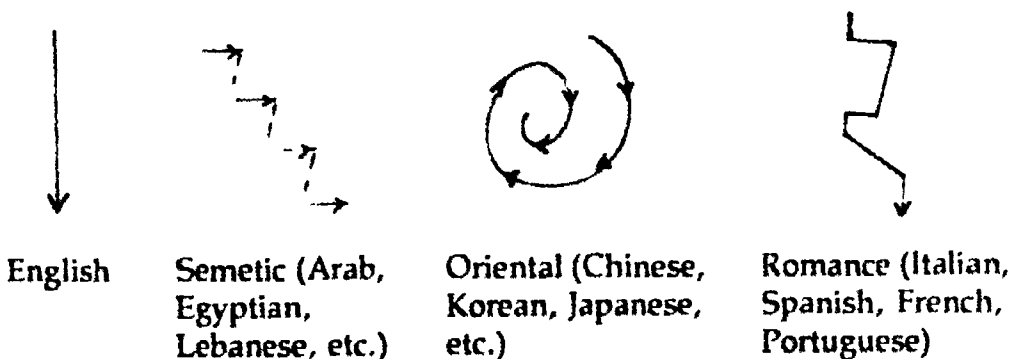 English
Semetic (Arab,
Egyptian,
Lebanese, etc.)
Oriental (Chinese,
Korean, Japanese,
etc.)
Romance (Italian,
Spanish, French,
Portuguese)